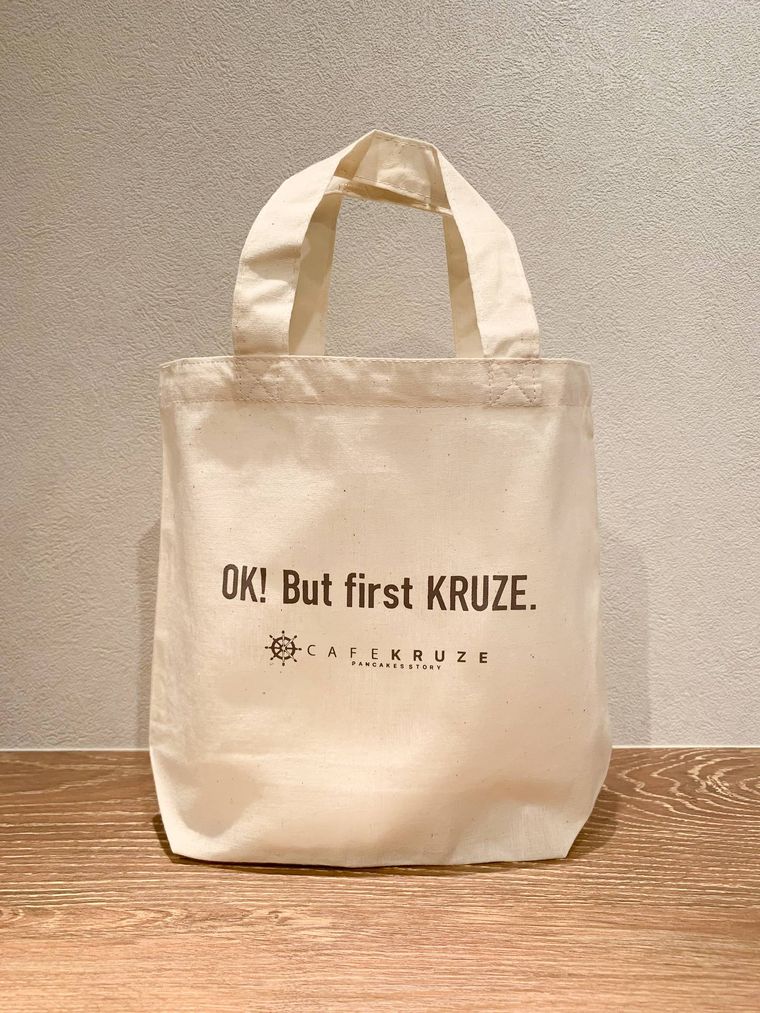 OK! But first KRUZE.
CAFEKRUZE
PANCAKES STORY